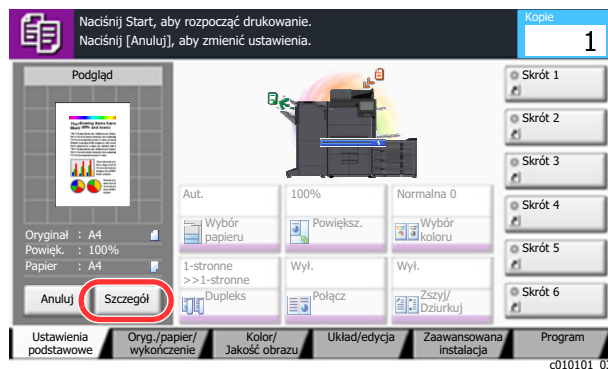 Naciśnij Start, aby rozpocząć drukowanie.
Naciśnij [Anuluj], aby zmienić ustawienia.
Kopie
1
Podgląd
Oryginał : A4
Powięk. : 100%
Papier : A4
Anuluj
Szczegół
Aut.
Wybór
papieru
100%
Powiększ.
Normalna 0
Wybór
koloru
1-stronne
>>1-stronne
Dupleks
Wył.
Połącz
Wył.
Zszyj/
Dziurkuj
Skrót 1
Skrót 2
Skrót 3
Skrót 4
Skrót 5
Skrót 6
Ustawienia
podstawowe
Oryg./papier/
wykończenie
Kolor/
Jakość obrazu
Układ/edycja
Zaawansowana
instalacja
Program